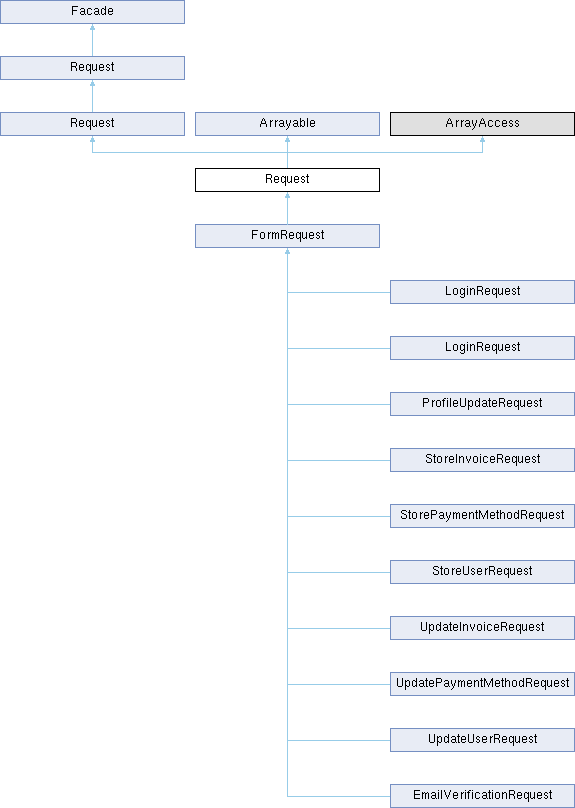 Facade
Request
Request
Arrayable
ArrayAccess
Request
FormRequest
LoginRequest
LoginRequest
ProfileUpdateRequest
StoreInvoiceRequest
StorePaymentMethodRequest
StoreUserRequest
UpdateInvoiceRequest
UpdatePaymentMethodRequest
UpdateUserRequest
EmailVerificationRequest